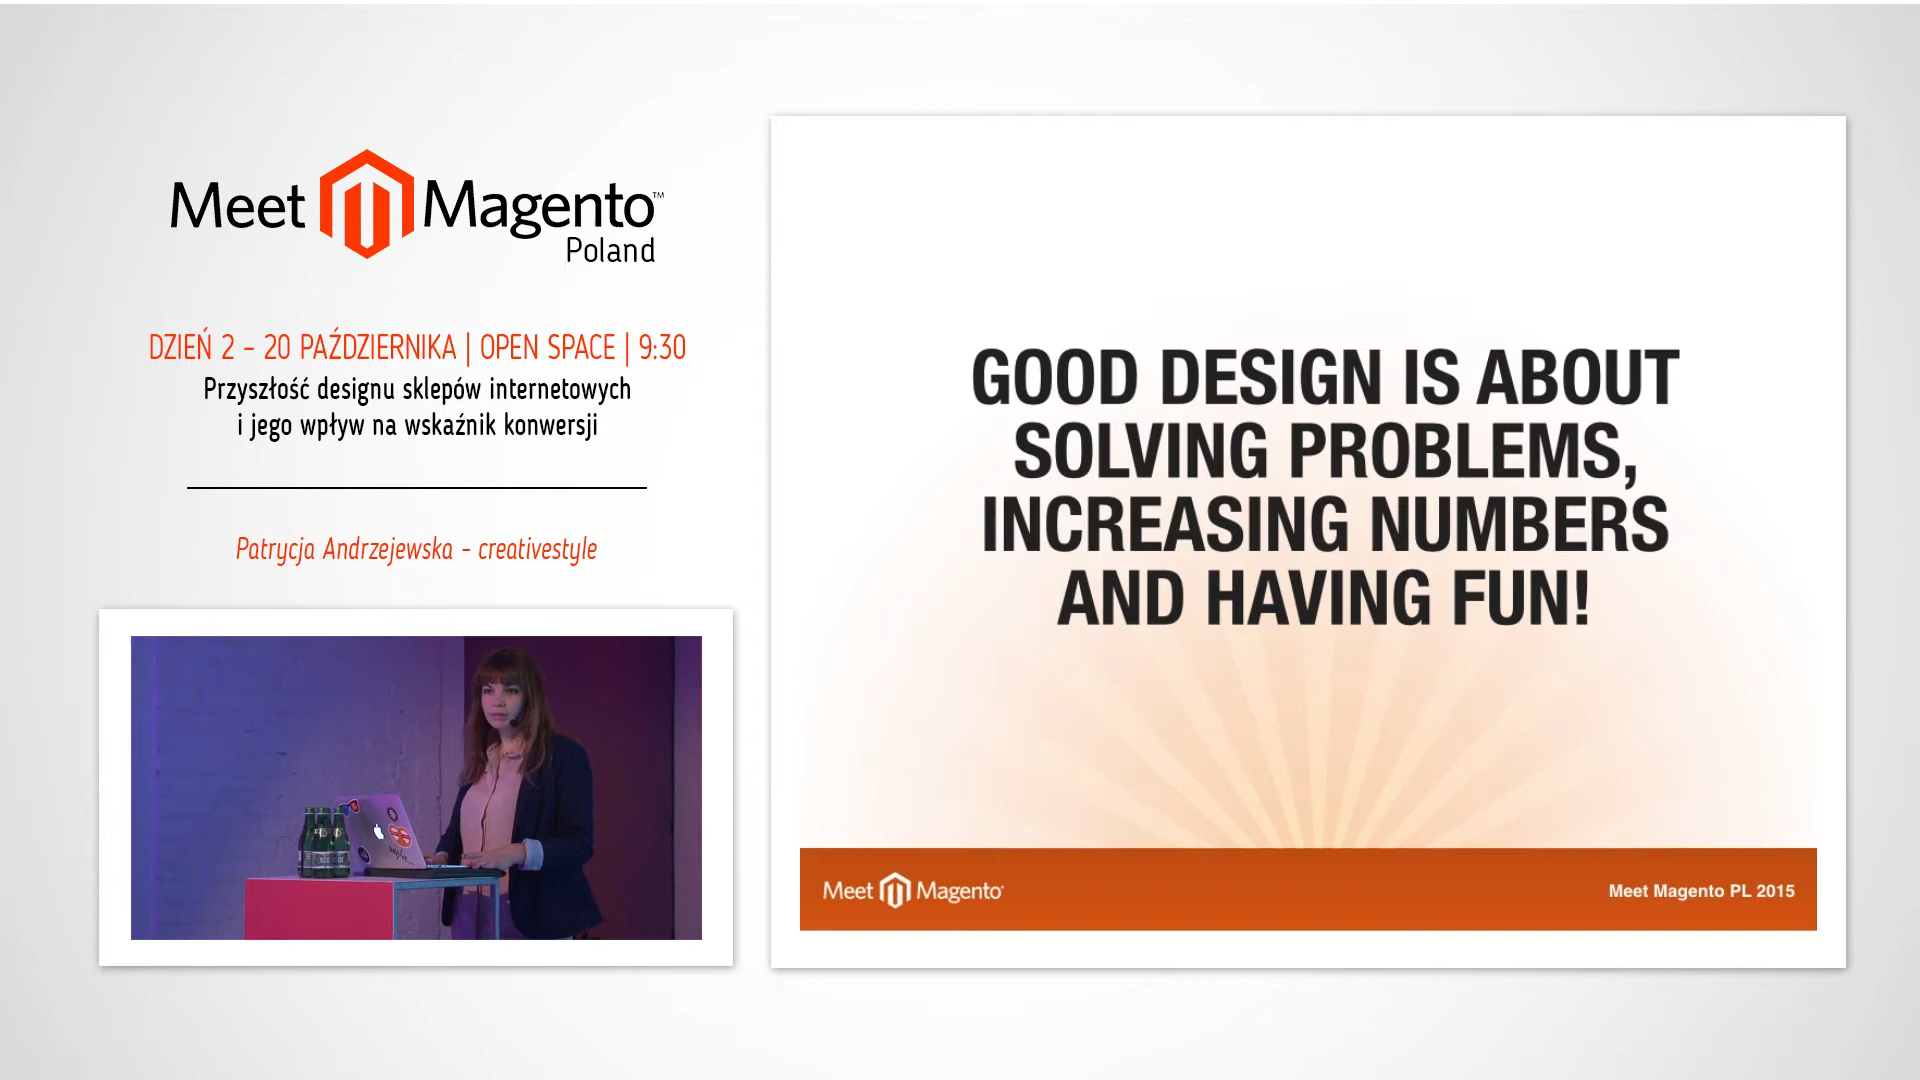 Meet Magento™
Poland
DZIEŃ 2 – 20 PAŹDZIERNIKA | OPEN SPACE | 9:30
Przyszłość designu sklepów internetowych
i jego wpływ na wskaźnik konwersji
Patrycja Andrzejewska - creativestyle
GOOD DESIGN IS ABOUT
SOLVING PROBLEMS,
INCREASING NUMBERS
AND HAVING FUN!
Meet Magento
Meet Magento PL 2015